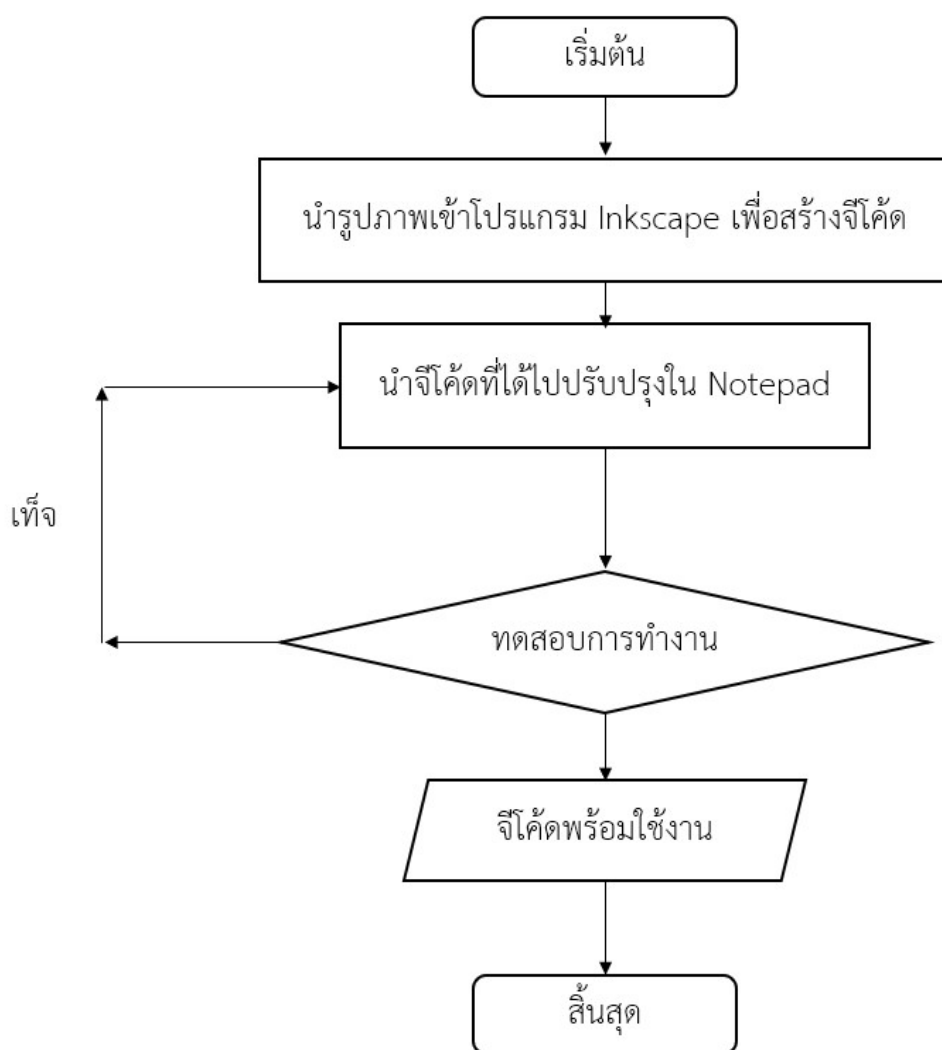 เริ่มต้น
นำรูปภาพเข้าโปรแกรม Inkscape เพื่อสร้างจีโค้ด
นำจีโค้ดที่ได้ไปปรับปรุงใน Notepad
เท็จ
ทดสอบการทำงาน
จีโค้ดพร้อมใช้งาน
สิ้นสุด